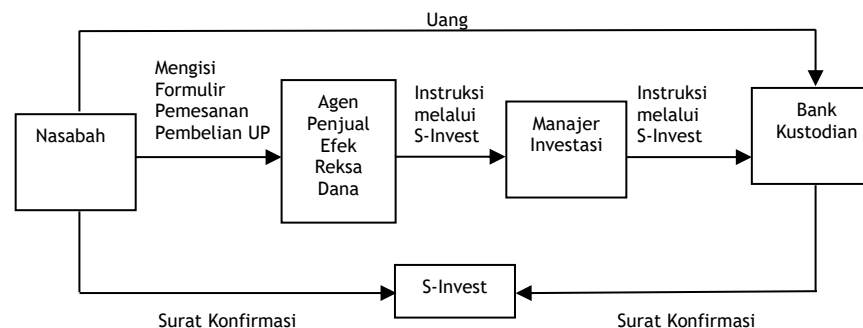 Uang
Mengisi
Formulir
Pemesanan
Pembelian UP
Instruksi
melalui
S-Invest
Instruksi
melalui
S-Invest
Nasabah
Agen
Penjual
Efek
Reksa
Dana
Manajer
Investasi
Bank
Kustodian
S-Invest
Surat Konfirmasi
Surat Konfirmasi